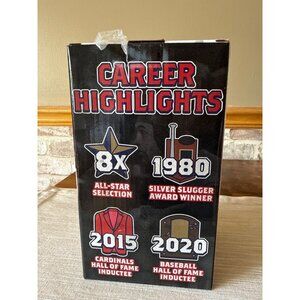 CAREER
HIGHLIGHTS
8X
ALL-STAR
SELECTION
1980
SILVER SLUGGER
AWARD WINNER
2015
CARDINALS
HALL OF FAME
INDUCTEE
2020
BASEBALL
HALL OF FAME
INDUCTEE